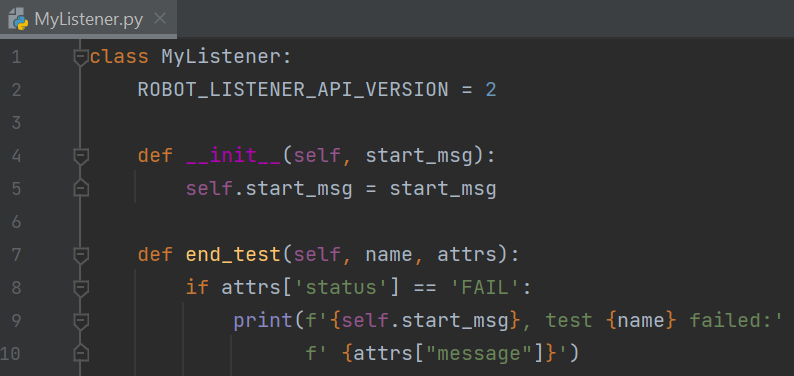 MyListener.py
1 class MyListener:
2     ROBOT_LISTENER_API_VERSION = 2
3
4     def __init__(self, start_msg):
5         self.start_msg = start_msg
6
7     def end_test(self, name, attrs):
8         if attrs['status'] == 'FAIL':
9             print(f'{self.start_msg}, test {name} failed:'
10                   f' {attrs["message"]}')